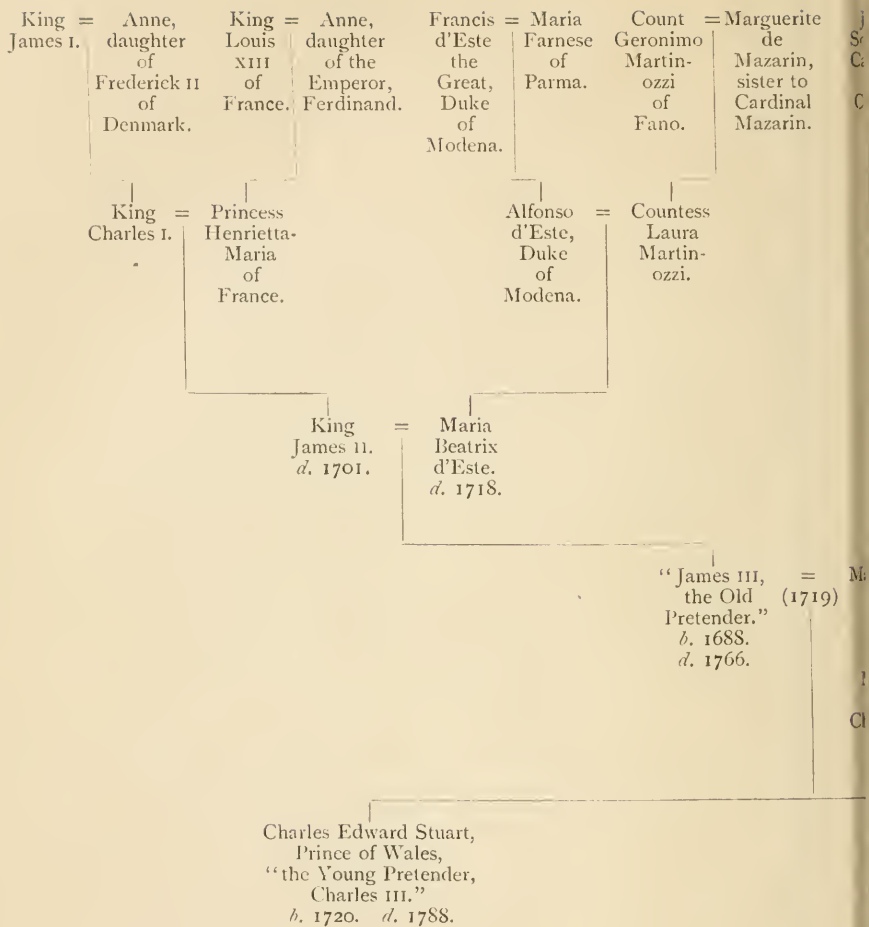 King
James I.
=
Anne,
daughter
of
Frederick II
of
Denmark.
King
Louis
XIII
of
France.
=
Anne,
daughter
of the
Emperor,
Ferdinand.
Francis
d'Este
the
Great,
Duke
of
Modena.
=
Maria
Farnese
of
Parma.
Count
Geronimo
Martin-
ozzi
of
Fano.
=
Marguerite
de
Mazarin,
sister to
Cardinal
Mazarin.
King
Charles I.
=
Princess
Henrietta-
Maria
of
France.
Alfonso
d'Este,
Duke
of
Modena.
=
Countess
Laura
Martin-
ozzi.
King
James II.
d. 1701.
=
Maria
Beatrix
d'Este.
d. 1718.
"James III,
the Old
Pretender."
b. 1688.
d. 1766.
=
(1719)
Charles Edward Stuart,
Prince of Wales,
"the Young Pretender,
Charles III."
b. 1720. d. 1788.